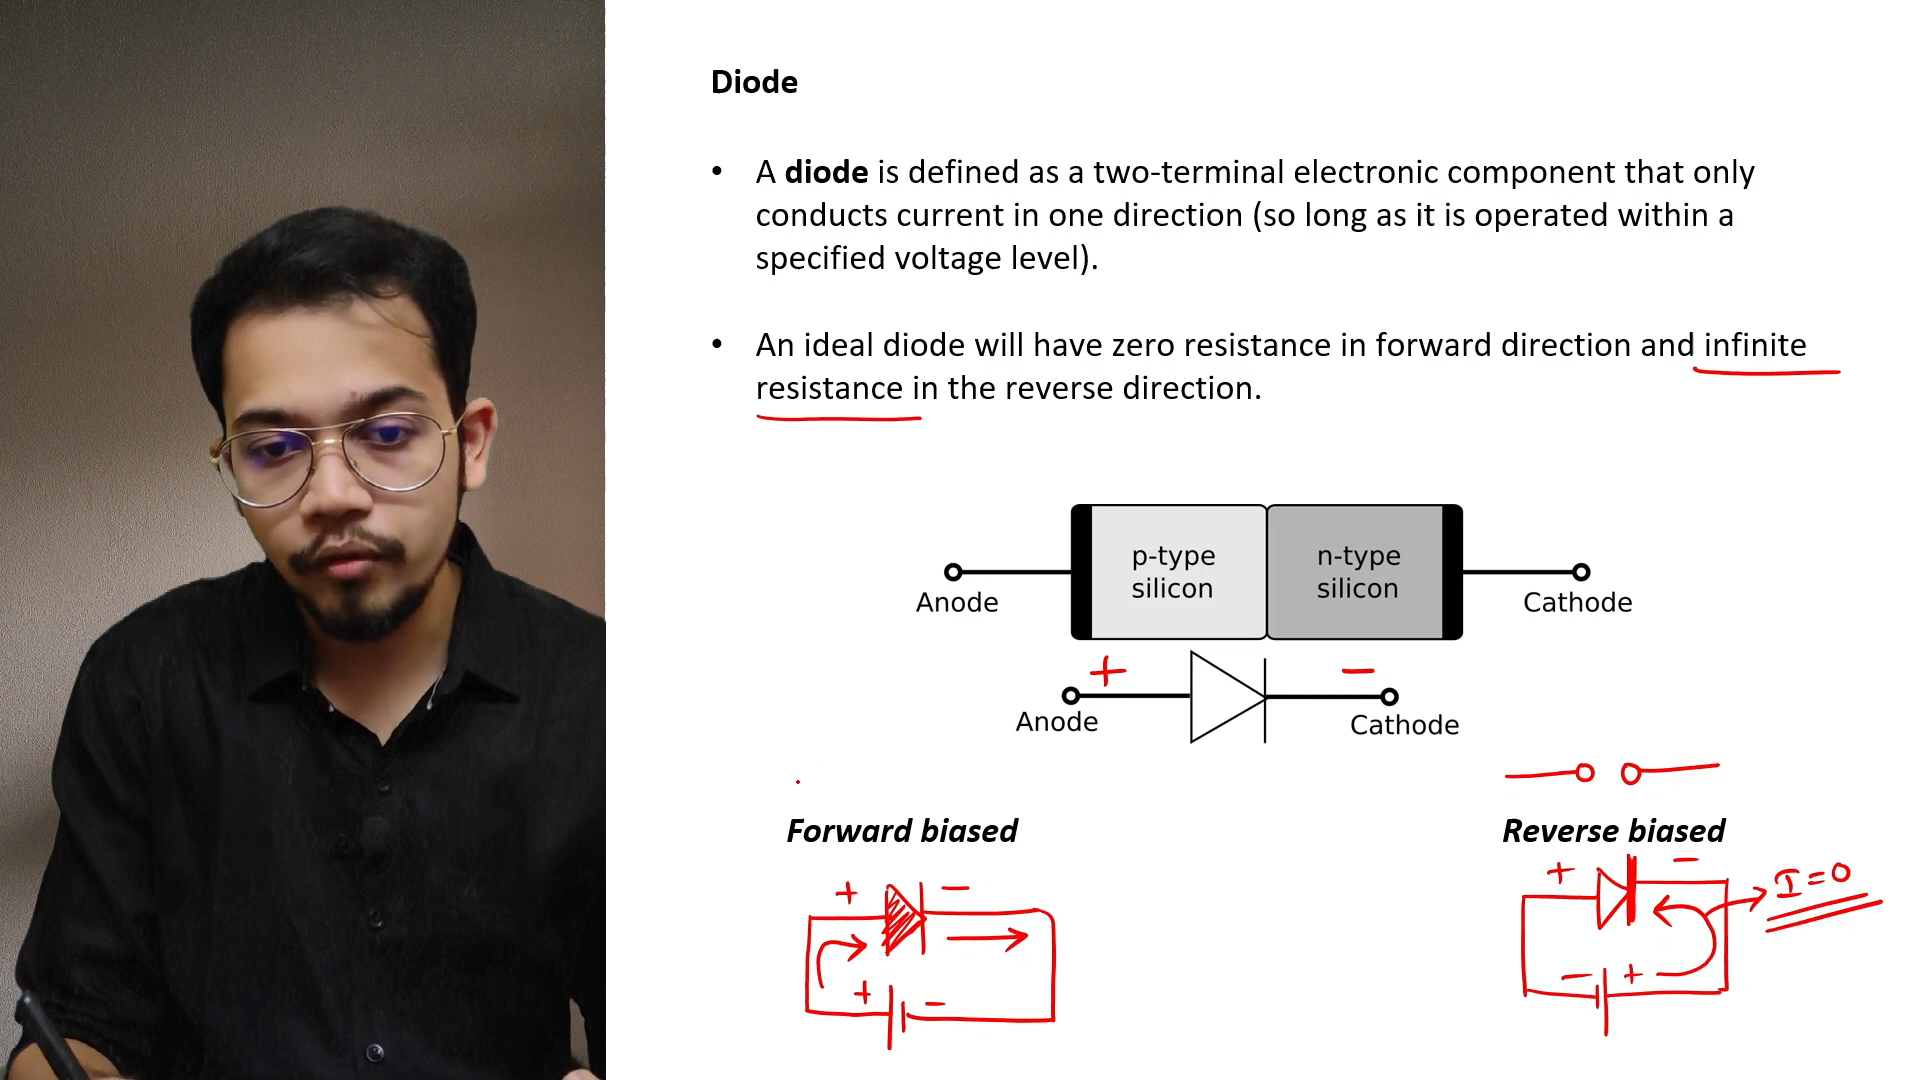 Diode
• A diode is defined as a two-terminal electronic component that only
conducts current in one direction (so long as it is operated within a
specified voltage level).
• An ideal diode will have zero resistance in forward direction and infinite
resistance in the reverse direction.
p-type
silicon
n-type
silicon
Anode
Cathode
+ −
Anode
Cathode
Forward biased
+ −
+ −
Reverse biased
+ −
I = 0
− +